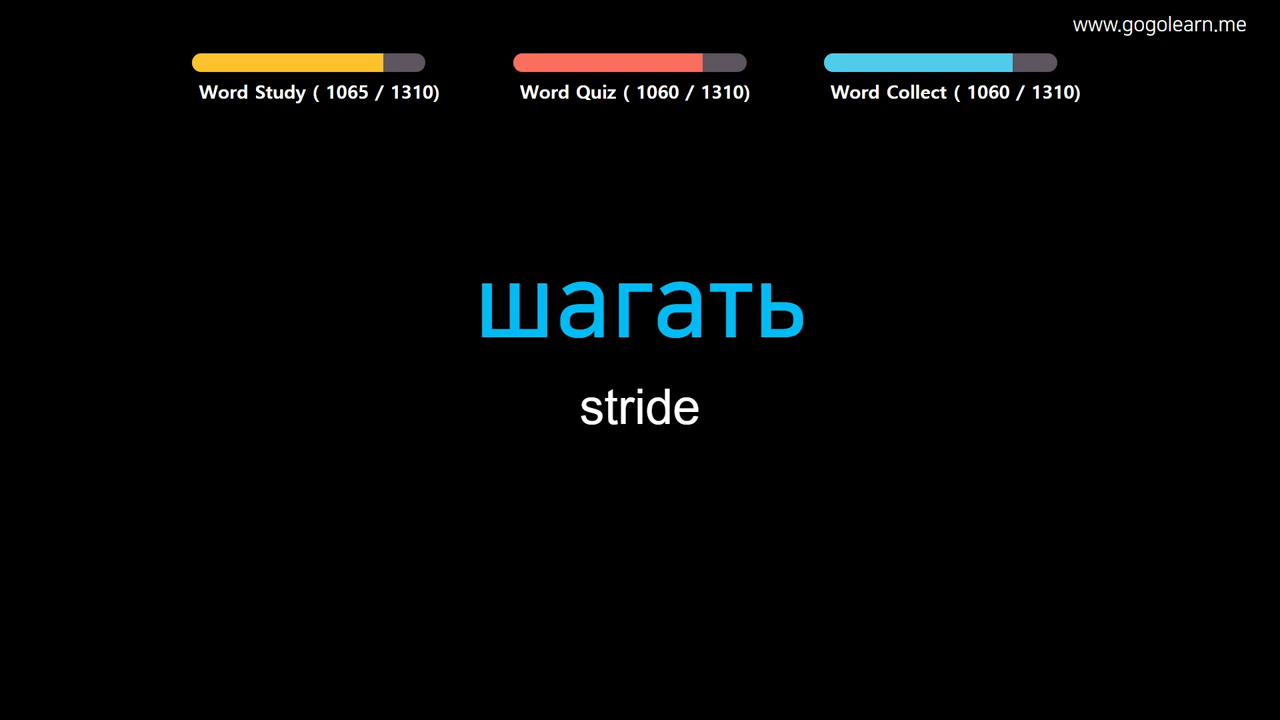 www.gogolearn.me
Word Study ( 1065 / 1310)
Word Quiz ( 1060 / 1310)
Word Collect ( 1060 / 1310)
шагать
stride